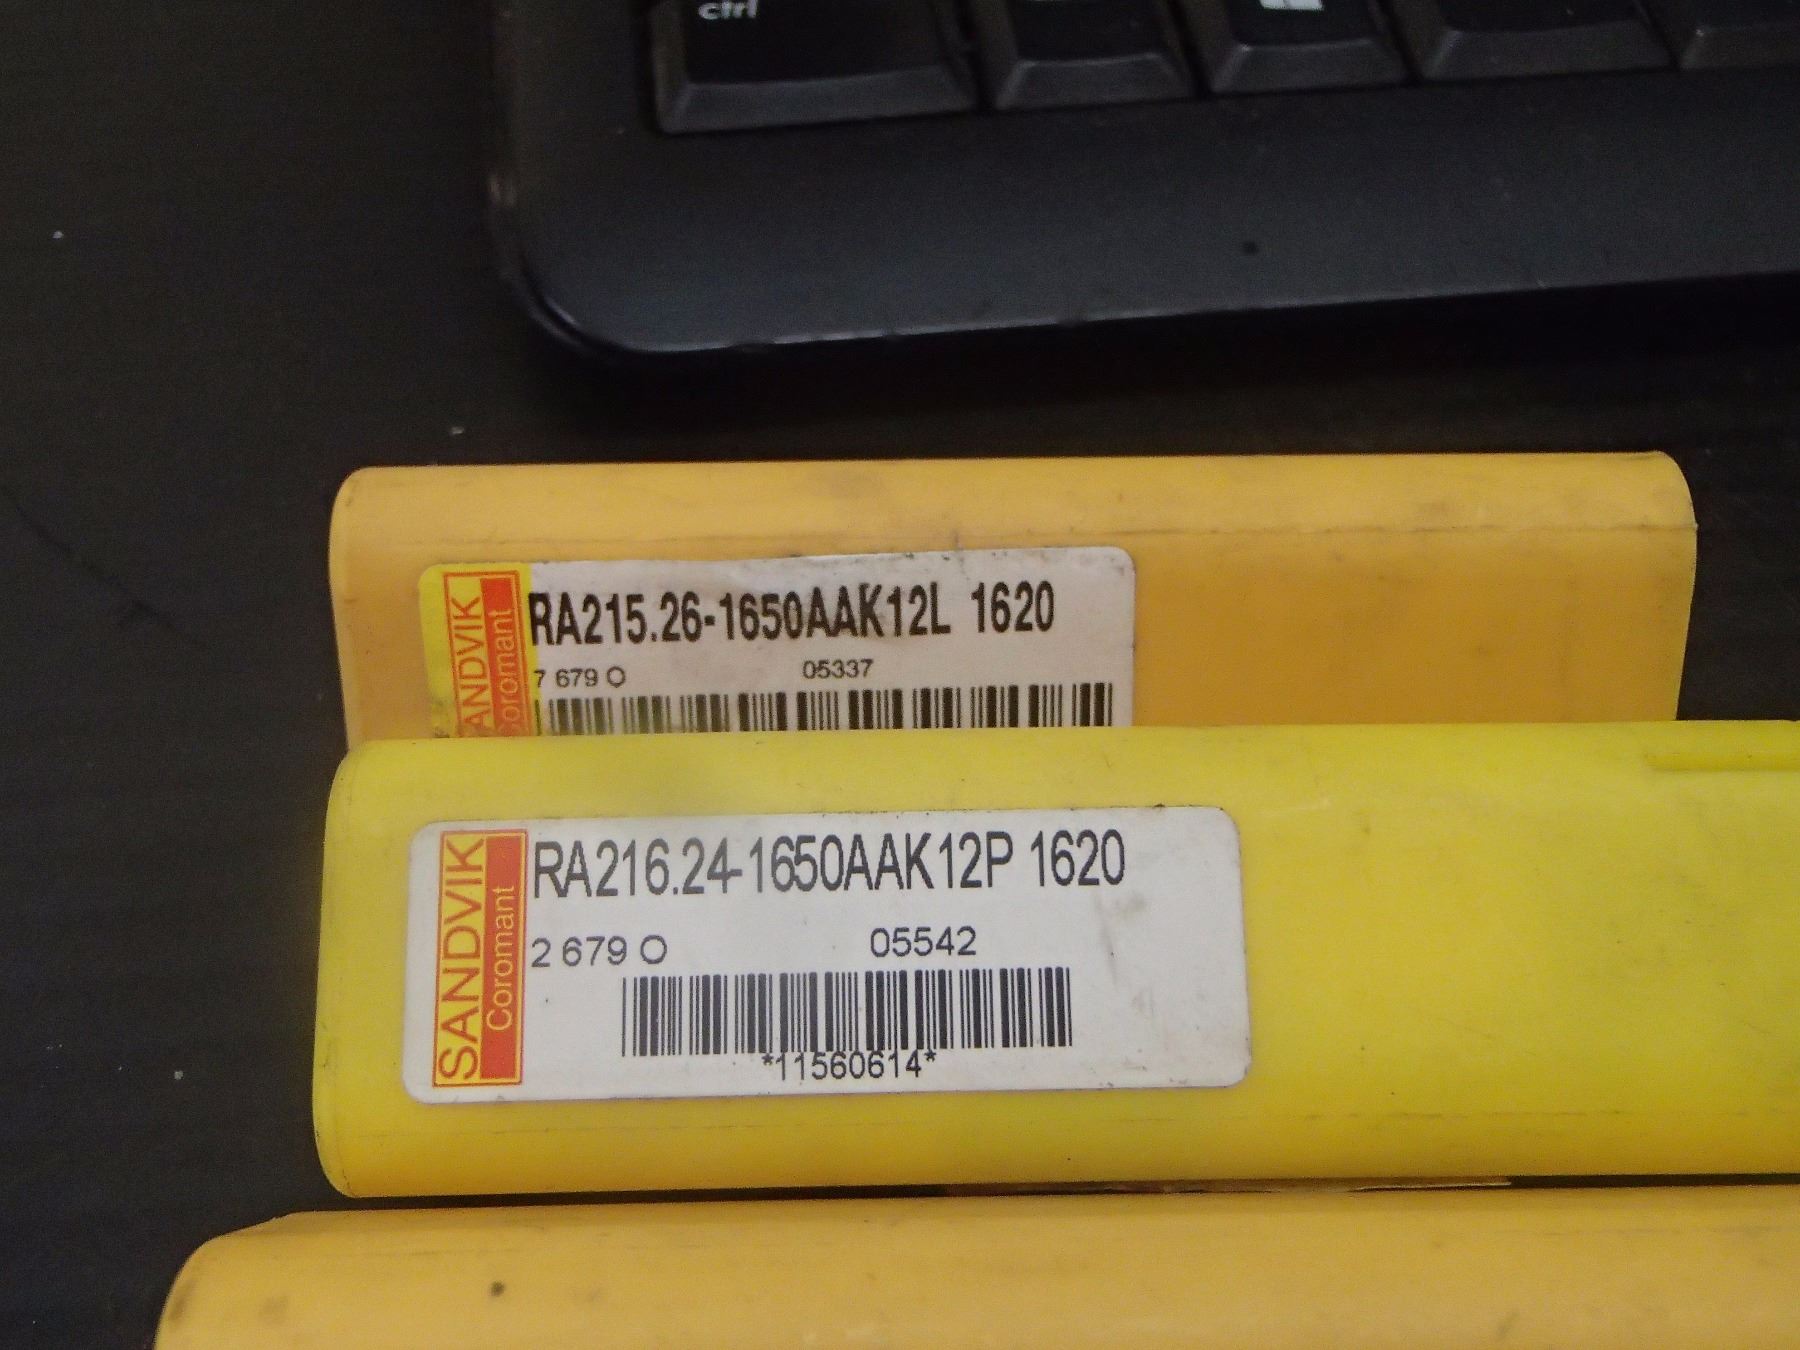 ctrl
SANDVIK
Coromant
RA215.26-1650AAK12L 1620
7 679 O 05337
SANDVIK
Coromant
RA216.24-1650AAK12P 1620
2 679 O 05542
*11560614*